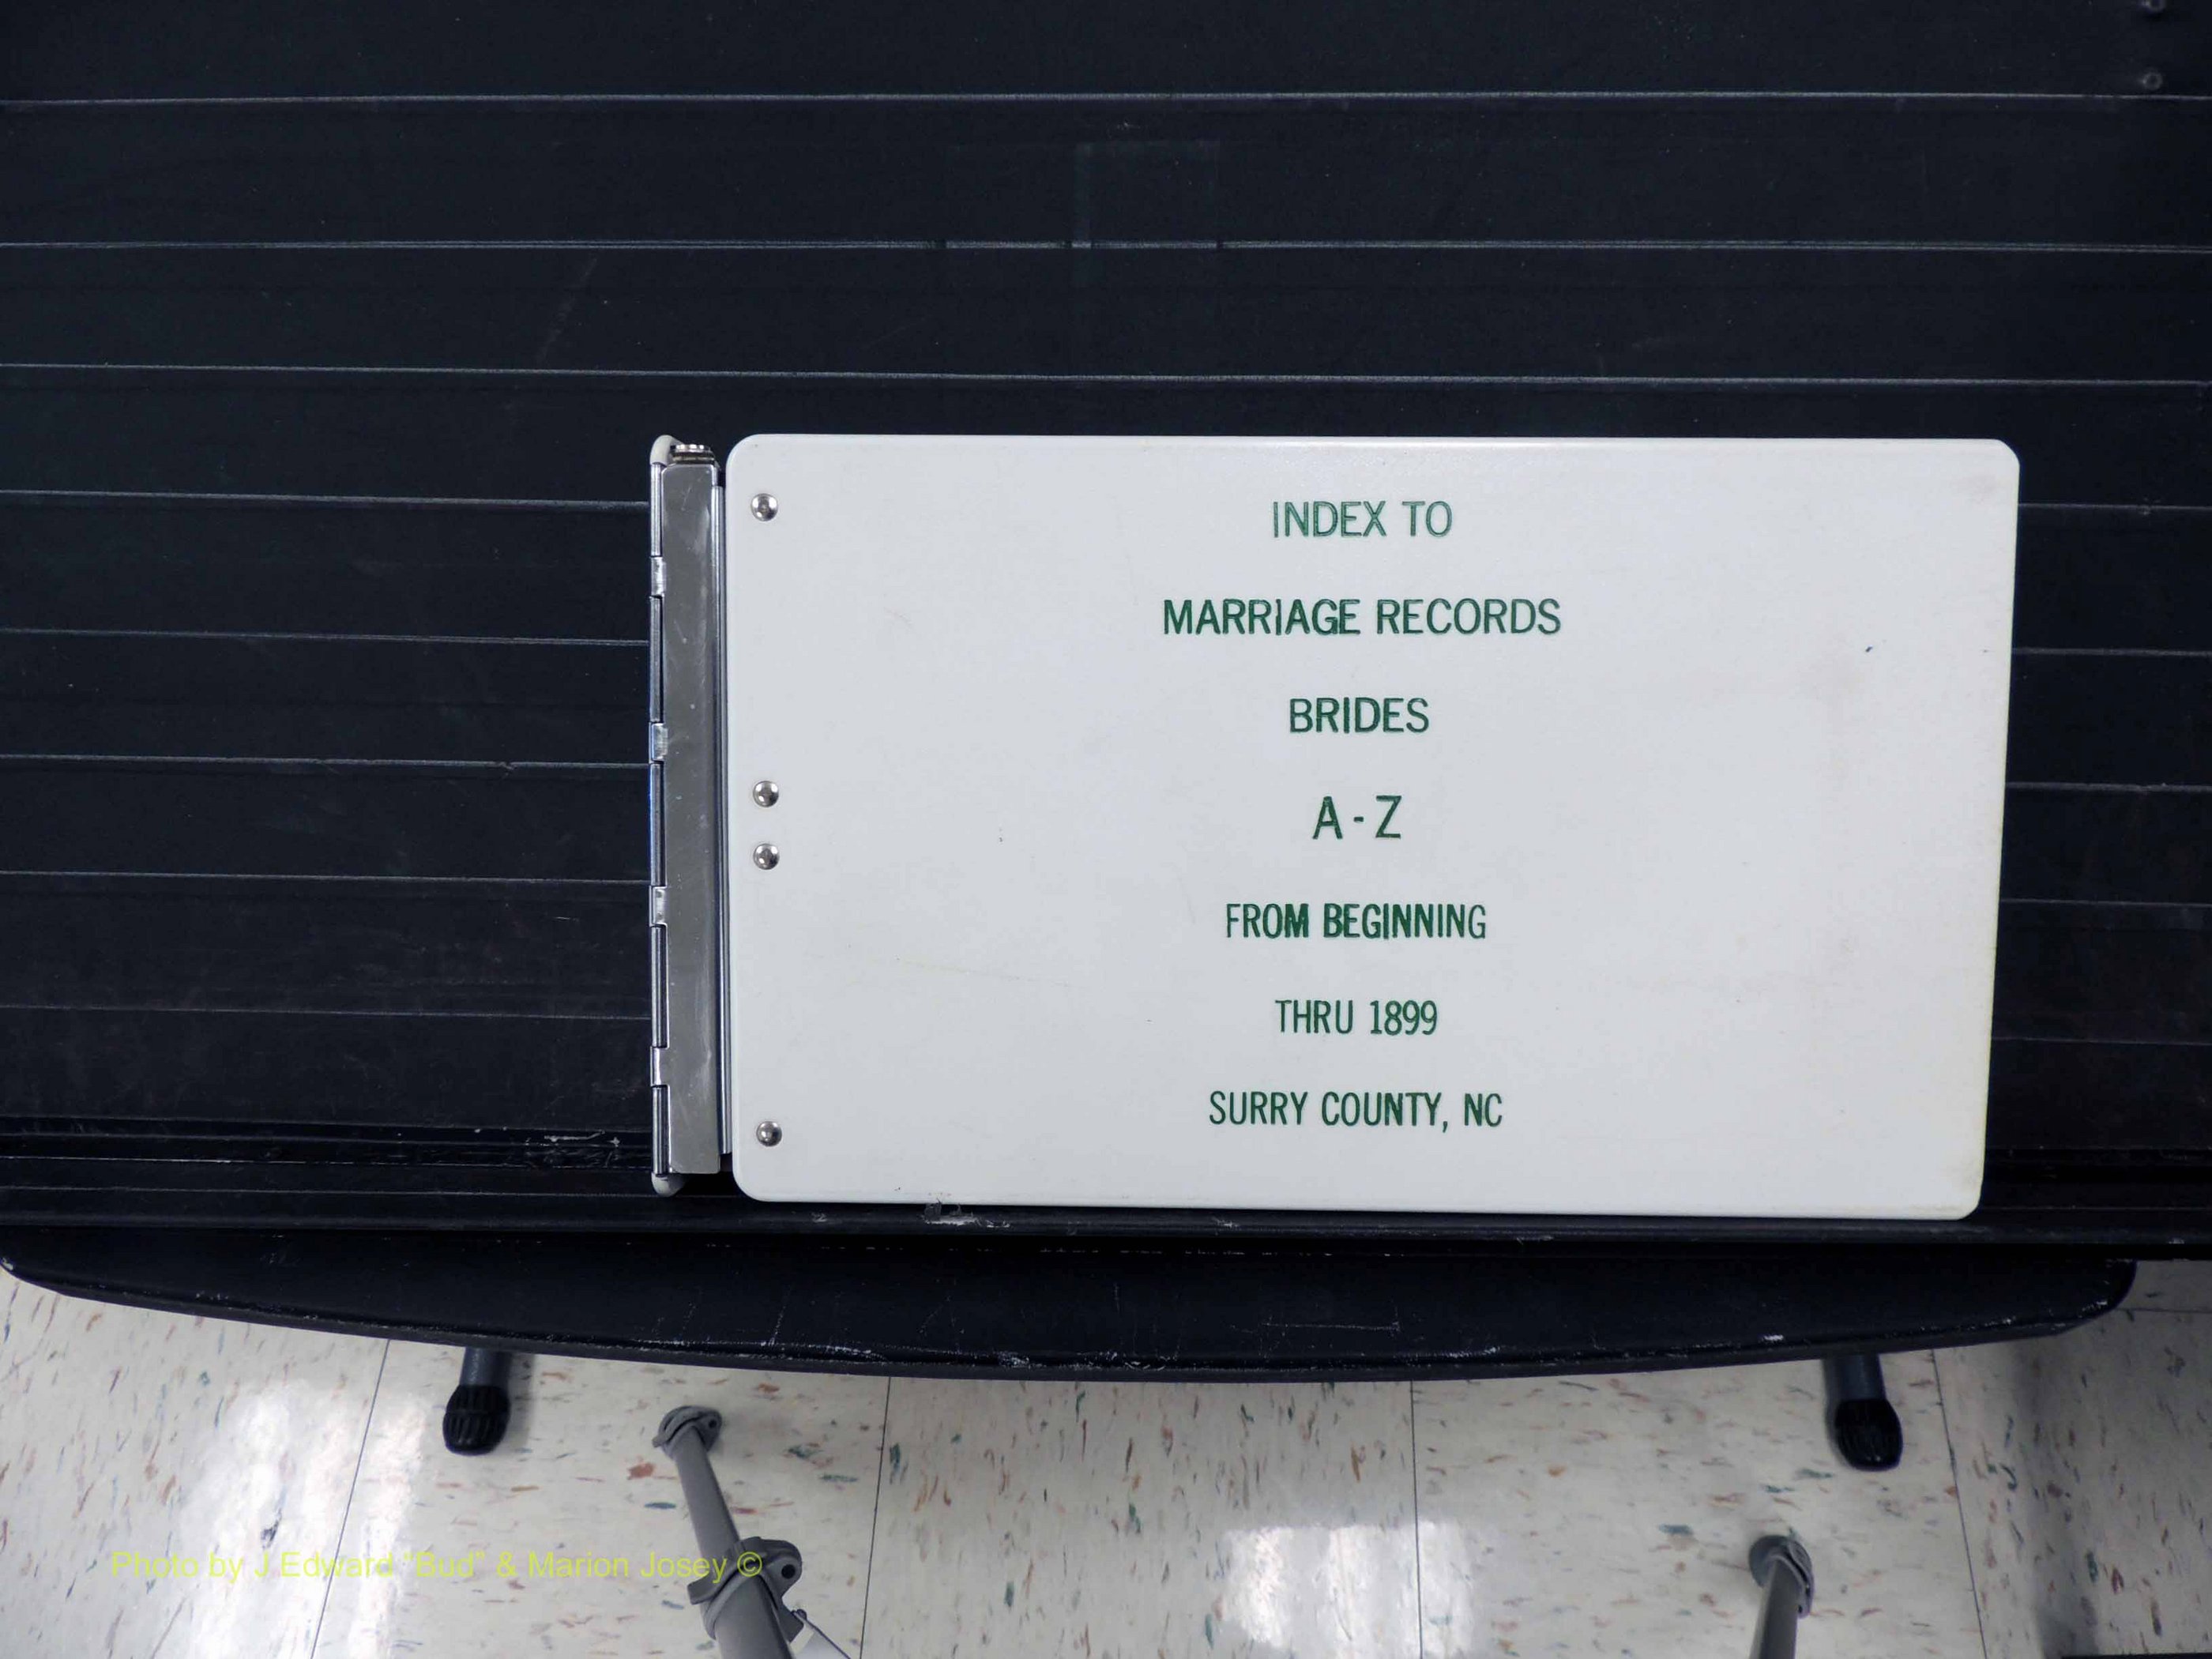 INDEX TO
MARRIAGE RECORDS
BRIDES
A - Z
FROM BEGINNING
THRU 1899
SURRY COUNTY, NC
Photo by J Edward "Bud" & Marion Josey ©